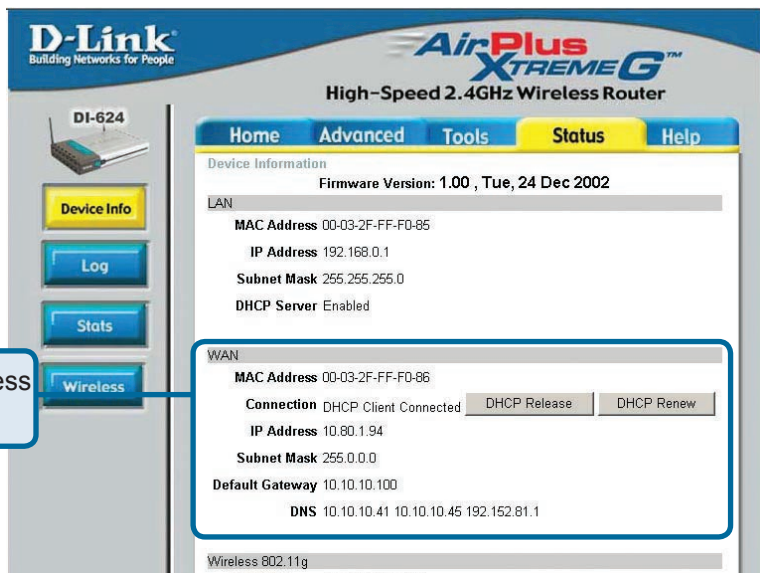 D-Link
Building Networks for People
AirPlus
XTREME G™
High-Speed 2.4GHz Wireless Router
DI-624
Home Advanced Tools Status Help
Device Info
Log
Stats
Wireless
Device Information
Firmware Version: 1.00 , Tue, 24 Dec 2002
LAN
MAC Address 00-03-2F-FF-F0-85
IP Address 192.168.0.1
Subnet Mask 255.255.255.0
DHCP Server Enabled
WAN
MAC Address 00-03-2F-FF-F0-86
Connection DHCP Client Connected DHCP Release DHCP Renew
IP Address 10.80.1.94
Subnet Mask 255.0.0.0
Default Gateway 10.10.10.100
DNS 10.10.10.41 10.10.10.45 192.152.81.1
ess
Wireless 802.11g